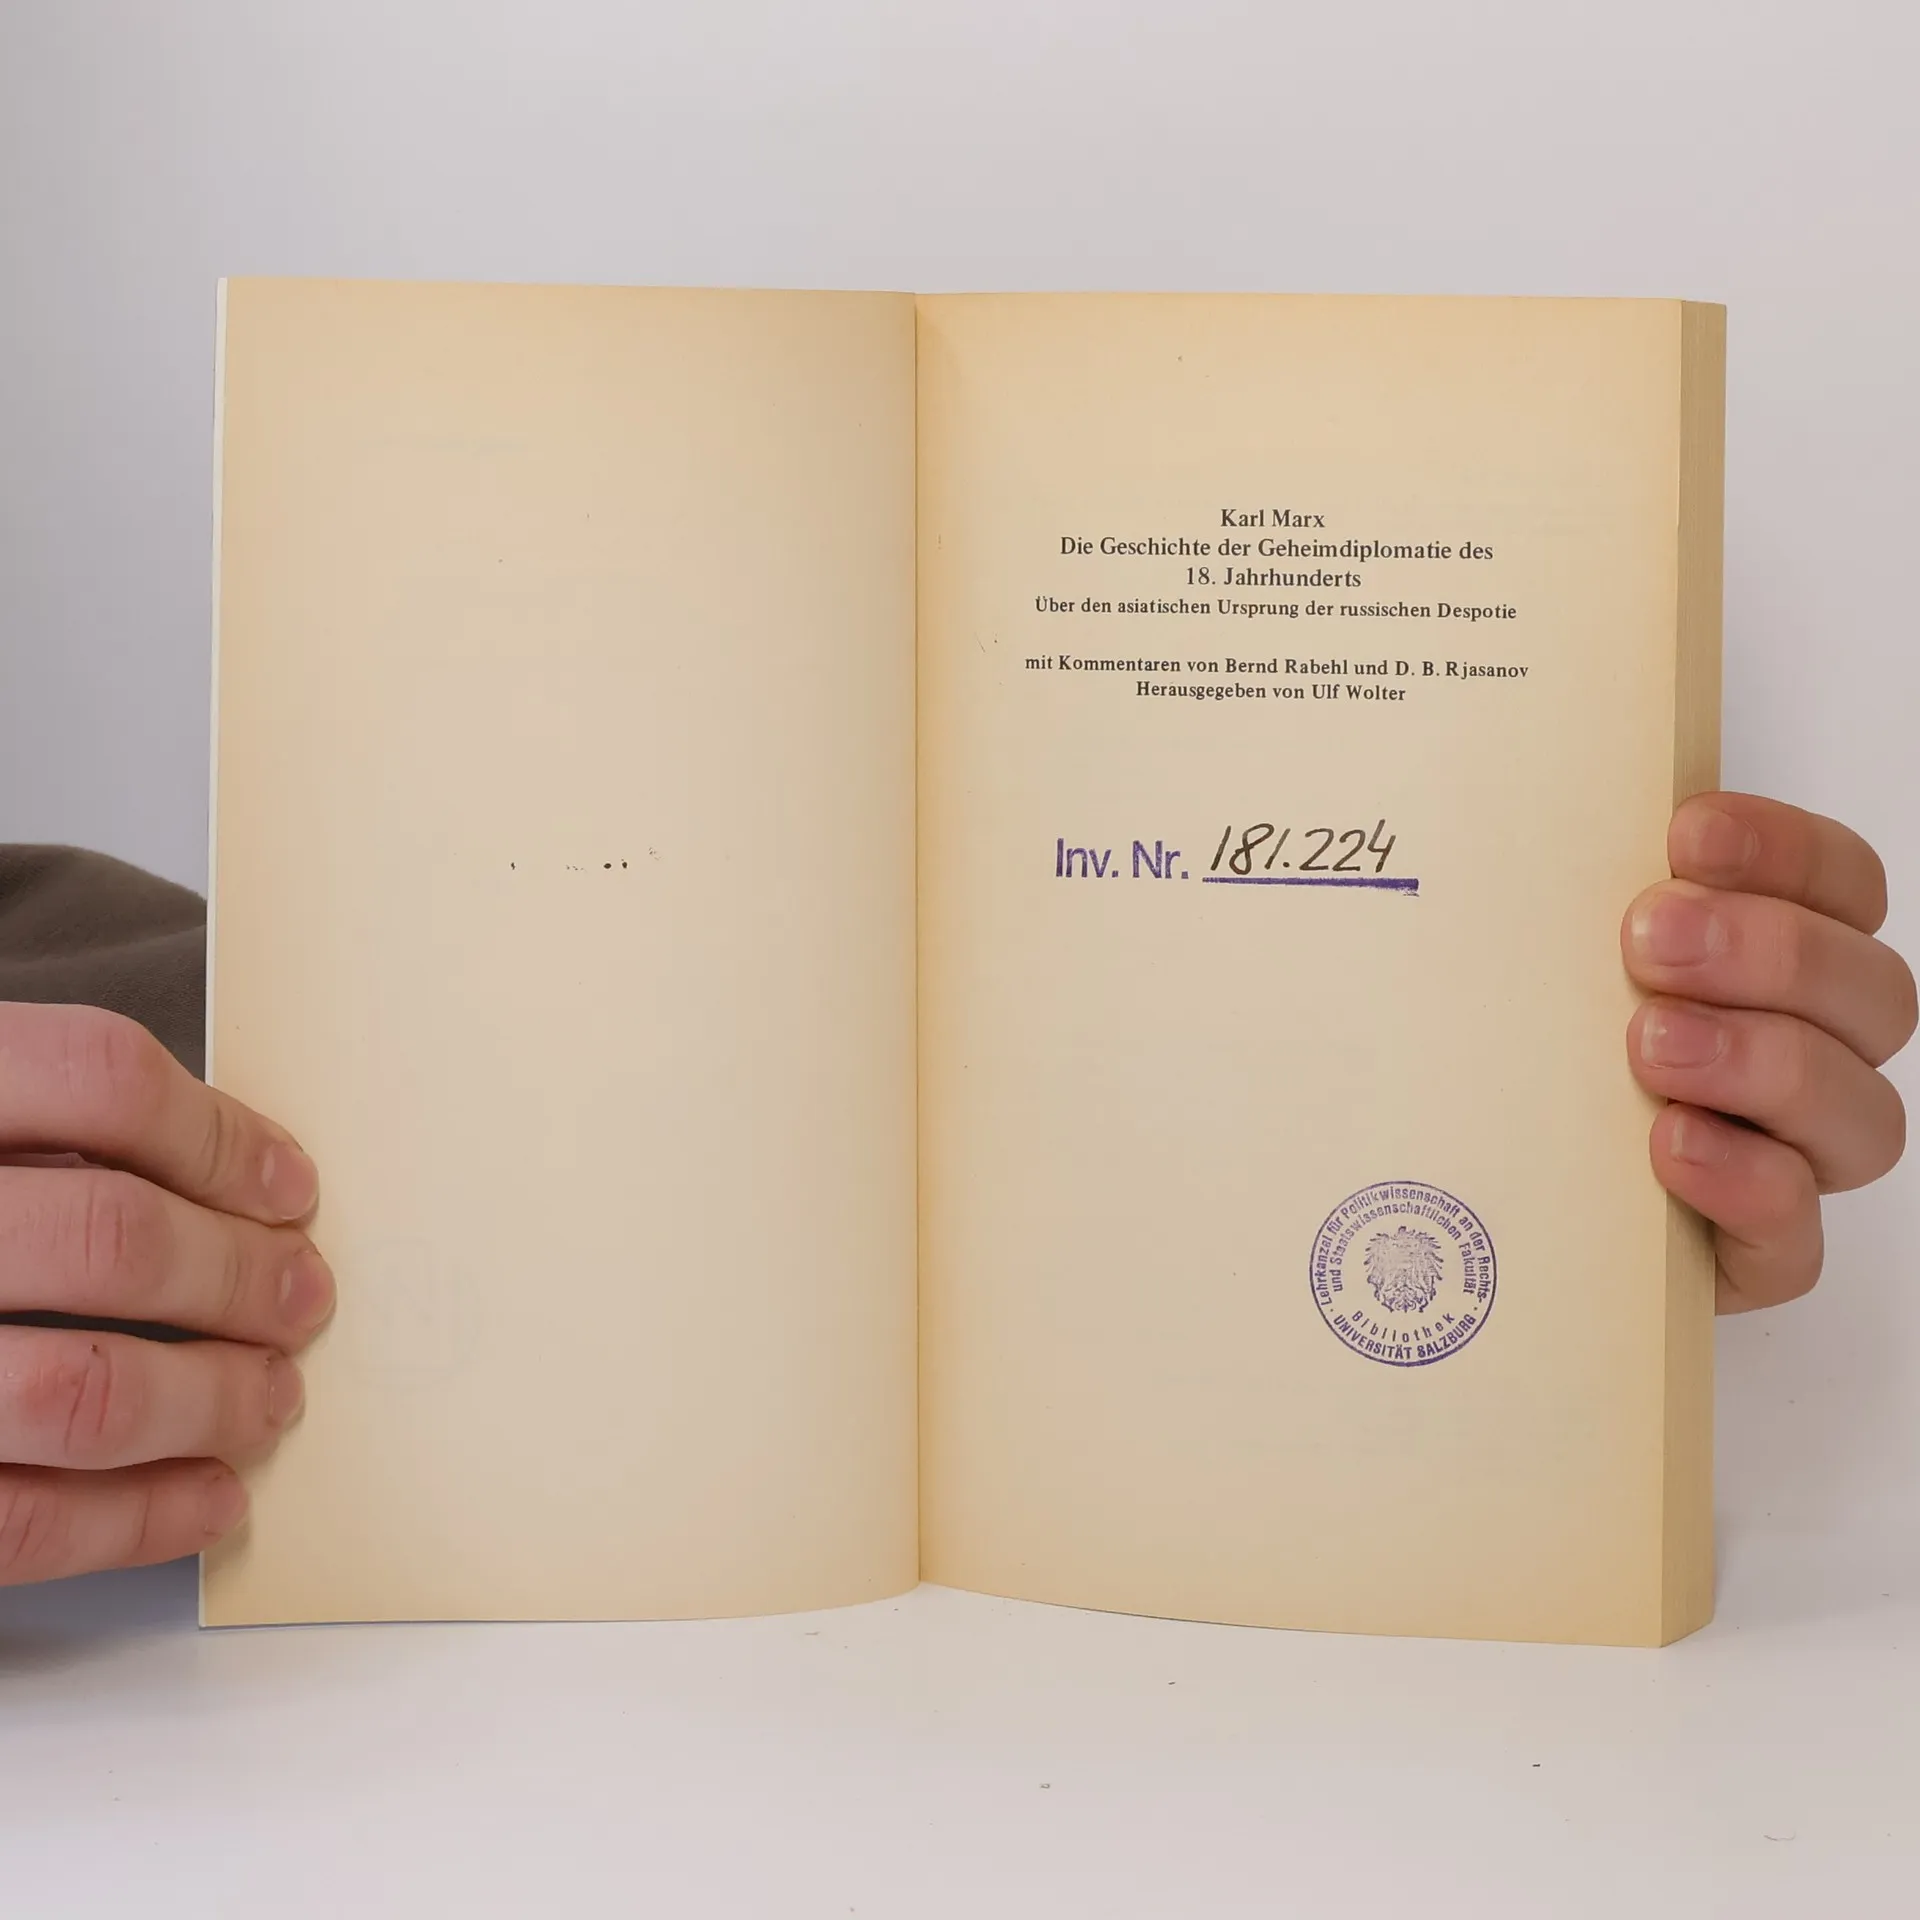 Karl Marx
Die Geschichte der Geheimdiplomatie des
18. Jahrhunderts
Über den asiatischen Ursprung der russischen Despotie
mit Kommentaren von Bernd Rabehl und D. B. Rjasanov
Herausgegeben von Ulf Wolter
Inv. Nr. 181.224
Lehrkanzel für Politikwissenschaft an der Rechts-
und Staatswissenschaftlichen Fakultät
Bibliothek
UNIVERSITÄT SALZBURG